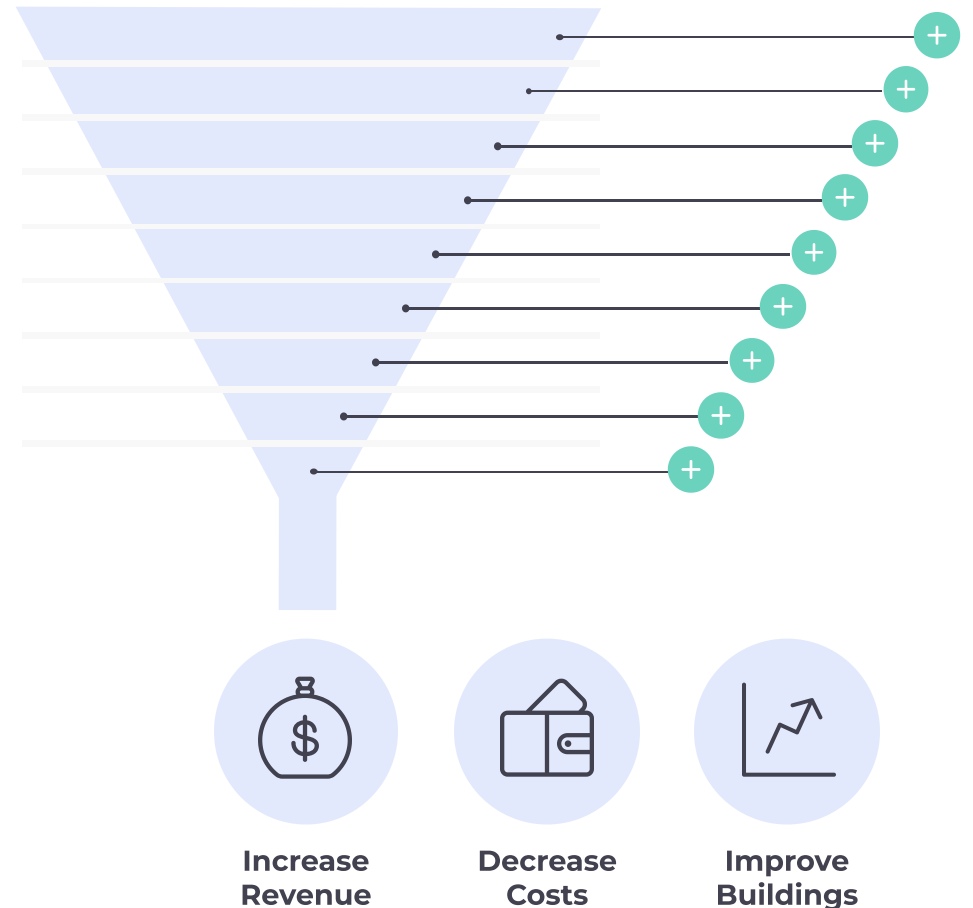 Increase
Revenue
Decrease
Costs
Improve
Buildings